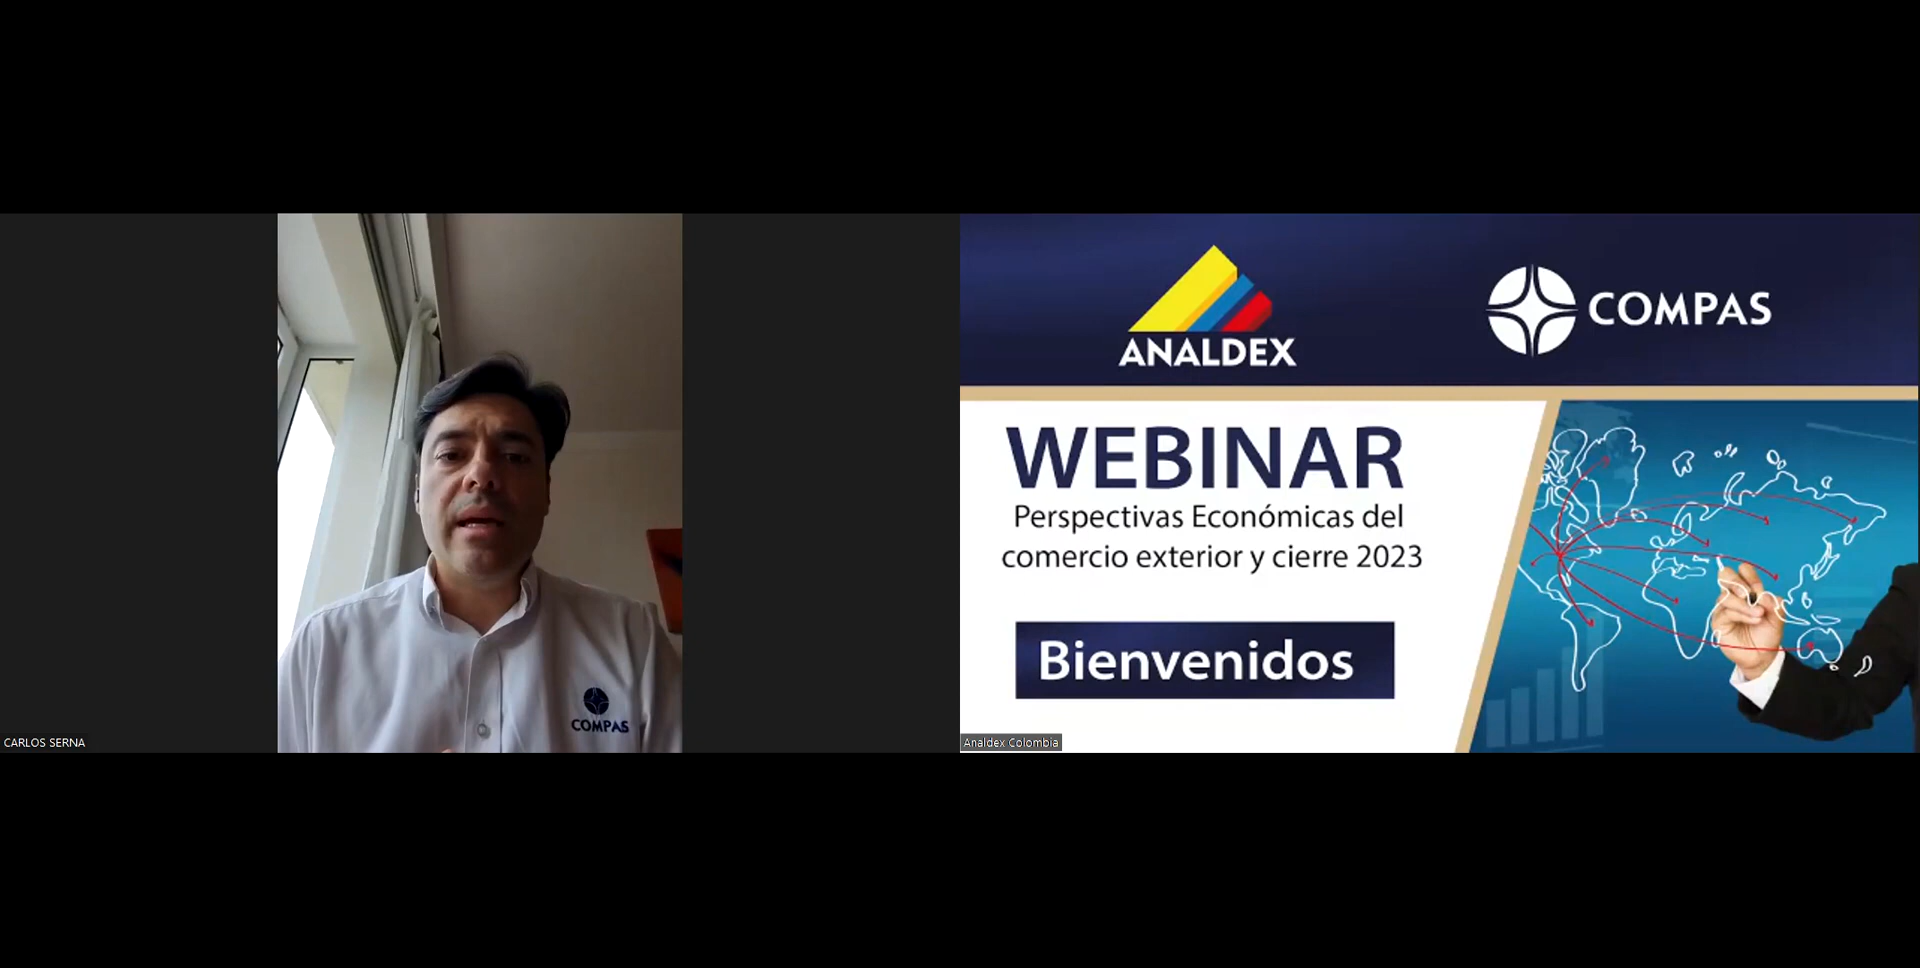 COMPAS
CARLOS SERNA
ANALDEX
COMPAS
WEBINAR
Perspectivas Económicas del
comercio exterior y cierre 2023
Bienvenidos
Analdex Colombia